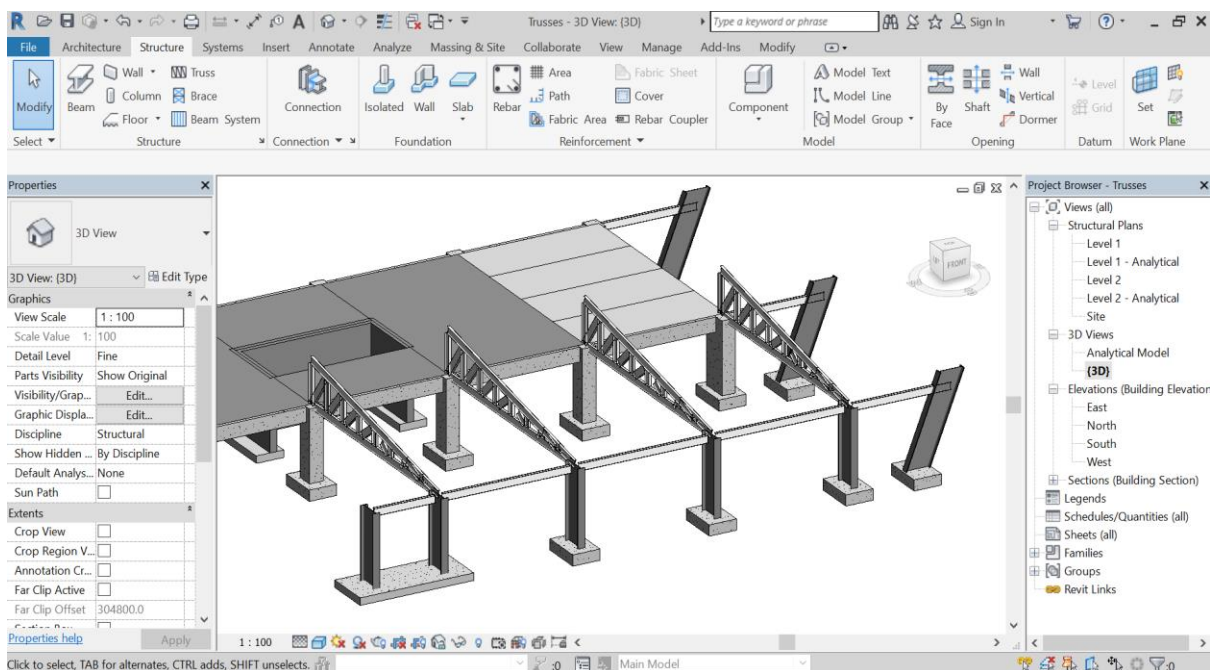 Trusses - 3D View: {3D}
Type a keyword or phrase
Sign In
File Architecture Structure Systems Insert Annotate Analyze Massing & Site Collaborate View Manage Add-Ins Modify
Wall Truss Area Fabric Sheet Model Text Wall
Modify Beam Column Brace Connection Isolated Wall Slab Rebar Path Cover Component Model Line By Face Shaft Vertical Level Set
Floor Beam System Fabric Area Rebar Coupler Model Group Dormer Grid
Select Structure Connection Foundation Reinforcement Model Opening Datum Work Plane
Properties
3D View
3D View: {3D} Edit Type
Graphics
View Scale 1 : 100
Scale Value 1: 100
Detail Level Fine
Parts Visibility Show Original
Visibility/Grap... Edit...
Graphic Displa... Edit...
Discipline Structural
Show Hidden ... By Discipline
Default Analys... None
Sun Path
Extents
Crop View
Crop Region V...
Annotation Cr...
Far Clip Active
Far Clip Offset 304800.0
Properties help Apply
FRONT
Project Browser - Trusses
Views (all)
Structural Plans
Level 1
Level 1 - Analytical
Level 2
Level 2 - Analytical
Site
3D Views
Analytical Model
{3D}
Elevations (Building Elevation
East
North
South
West
Sections (Building Section)
Legends
Schedules/Quantities (all)
Sheets (all)
Families
Groups
Revit Links
1 : 100
Click to select, TAB for alternates, CTRL adds, SHIFT unselects.
:0 Main Model :0